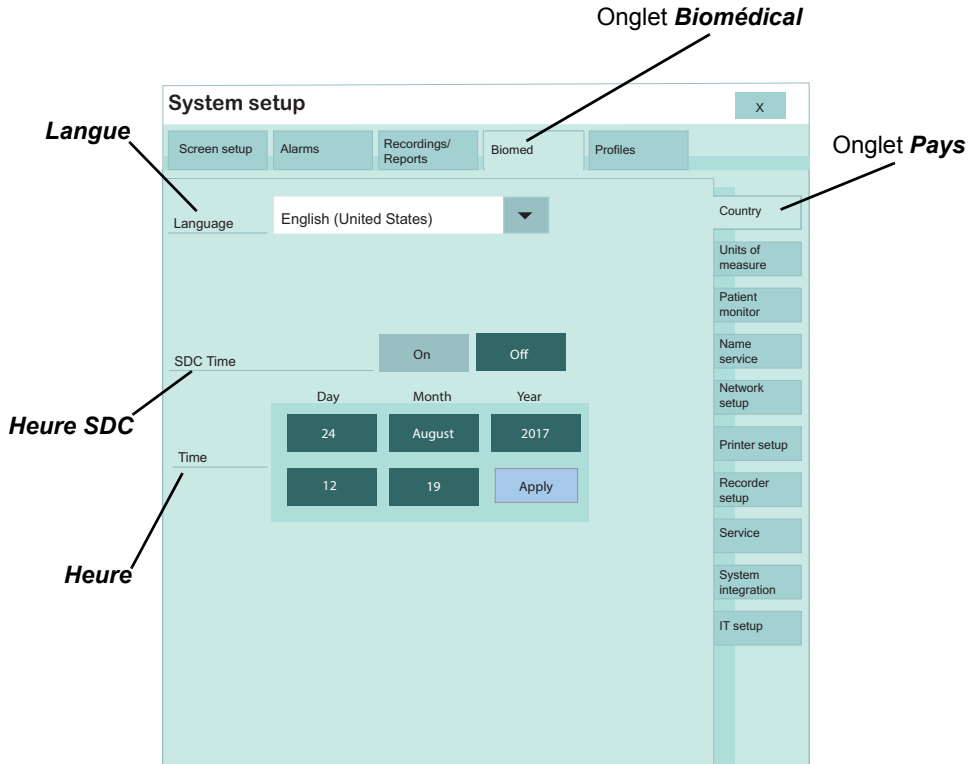 Onglet Biomédical
System setup
X
Langue
Screen setup
Alarms
Recordings/
Reports
Biomed
Profiles
Onglet Pays
Language
English (United States)
Country
Units of
measure
Patient
monitor
Name
service
Network
setup
Printer setup
Recorder
setup
Service
System
integration
IT setup
SDC Time
On
Off
Heure SDC
Day
Month
Year
24
August
2017
Time
12
19
Apply
Heure